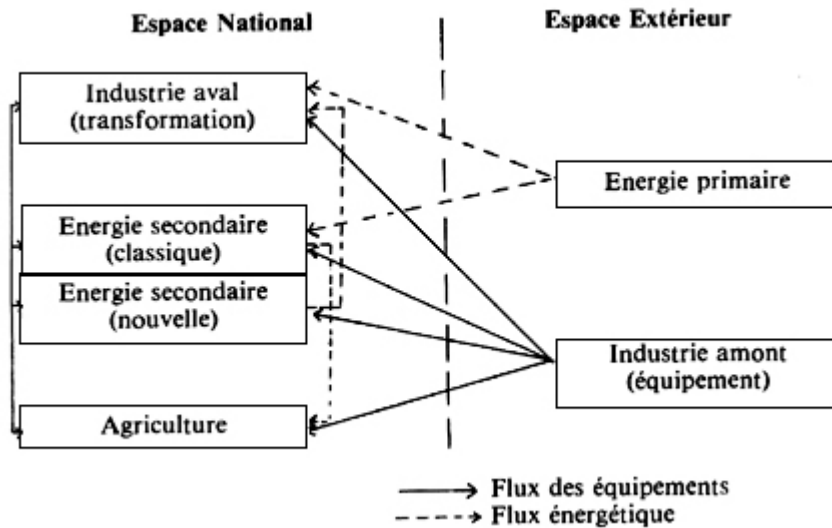 Espace National
Espace Extérieur
Industrie aval
(transformation)
Energie primaire
Energie secondaire
(classique)
Energie secondaire
(nouvelle)
Industrie amont
(équipement)
Agriculture
Flux des équipements
Flux énergétique